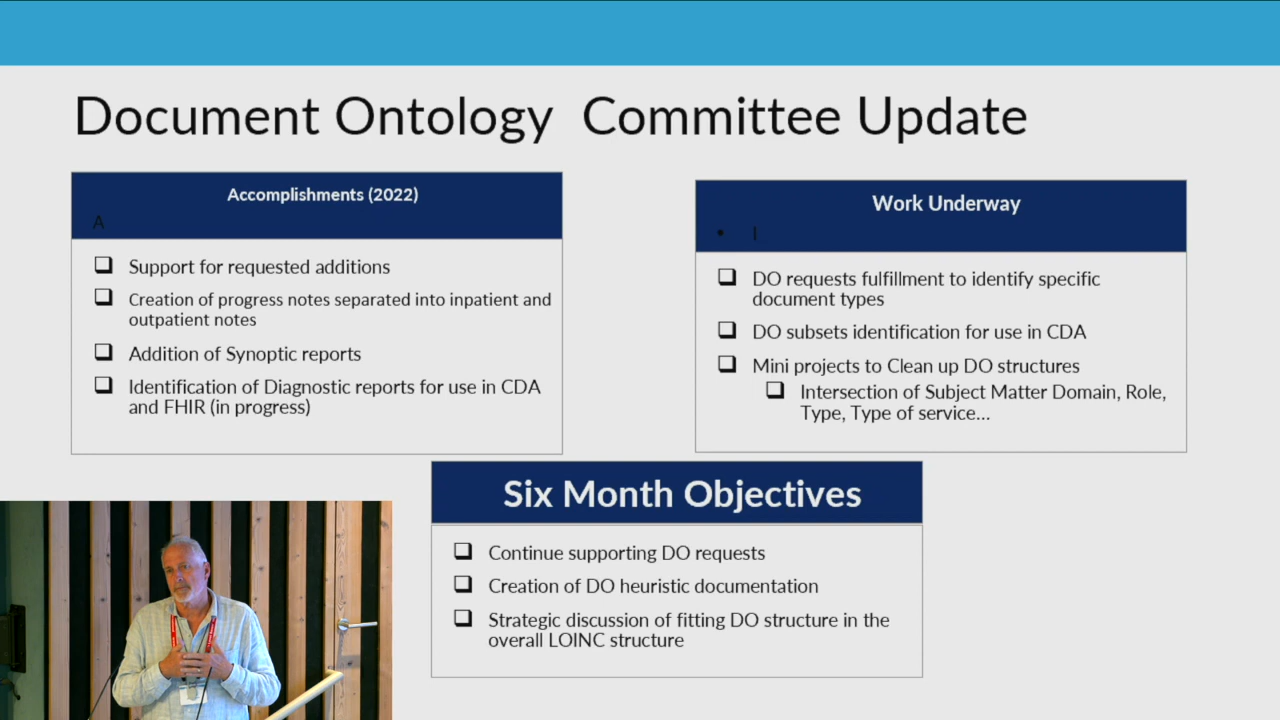 Document Ontology Committee Update
Accomplishments (2022)
A
Support for requested additions
Creation of progress notes separated into inpatient and
outpatient notes
Addition of Synoptic reports
Identification of Diagnostic reports for use in CDA
and FHIR (in progress)
Work Underway
• I
DO requests fulfillment to identify specific
document types
DO subsets identification for use in CDA
Mini projects to Clean up DO structures
Intersection of Subject Matter Domain, Role,
Type, Type of service...
Six Month Objectives
Continue supporting DO requests
Creation of DO heuristic documentation
Strategic discussion of fitting DO structure in the
overall LOINC structure